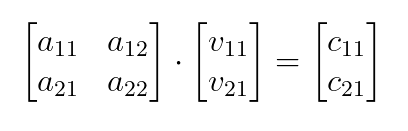 [a₁₁ a₁₂] · [v₁₁] = [c₁₁]
[a₂₁ a₂₂]   [v₂₁]   [c₂₁]